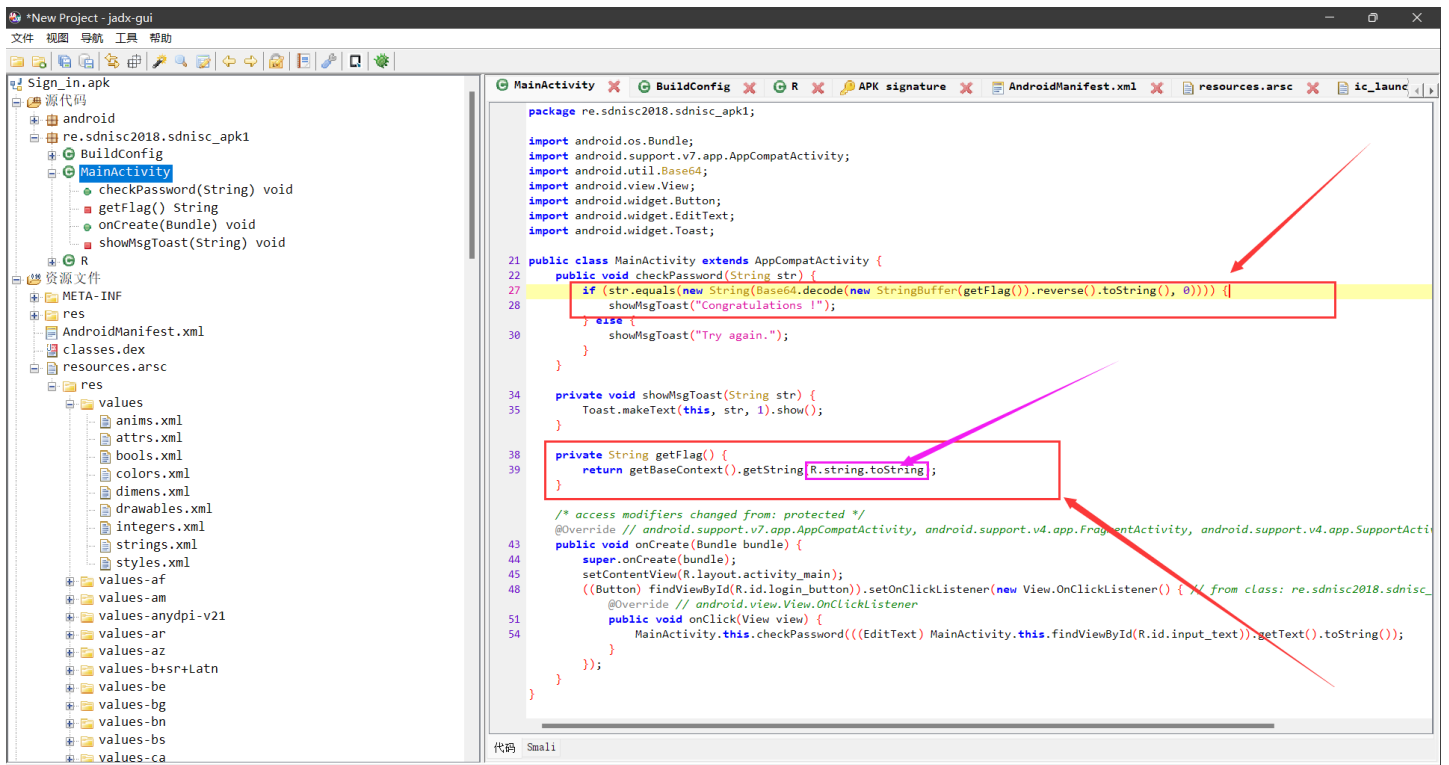 *New Project - jadx-gui
文件 视图 导航 工具 帮助
Sign_in.apk
源代码
android
re.sdnisc2018.sdnisc_apk1
BuildConfig
MainActivity
checkPassword(String) void
getFlag() String
onCreate(Bundle) void
showMsgToast(String) void
R
资源文件
META-INF
res
AndroidManifest.xml
classes.dex
resources.arsc
res
values
anims.xml
attrs.xml
bools.xml
colors.xml
dimens.xml
drawables.xml
integers.xml
strings.xml
styles.xml
values-af
values-am
values-anydpi-v21
values-ar
values-az
values-b+sr+Latn
values-be
values-bg
values-bn
values-bs
values-ca
MainActivity BuildConfig R APK signature AndroidManifest.xml resources.arsc ic_launc
package re.sdnisc2018.sdnisc_apk1;
import android.os.Bundle;
import android.support.v7.app.AppCompatActivity;
import android.util.Base64;
import android.view.View;
import android.widget.Button;
import android.widget.EditText;
import android.widget.Toast;
21 public class MainActivity extends AppCompatActivity {
22 public void checkPassword(String str) {
27 if (str.equals(new String(Base64.decode(new StringBuffer(getFlag()).reverse().toString(), 0)))) {
28 showMsgToast("Congratulations !");
} else {
30 showMsgToast("Try again.");
}
}
34 private void showMsgToast(String str) {
35 Toast.makeText(this, str, 1).show();
}
38 private String getFlag() {
39 return getBaseContext().getString(R.string.toString);
}
/* access modifiers changed from: protected */
@Override // android.support.v7.app.AppCompatActivity, android.support.v4.app.FragmentActivity, android.support.v4.app.SupportActiv
43 public void onCreate(Bundle bundle) {
44 super.onCreate(bundle);
45 setContentView(R.layout.activity_main);
48 ((Button) findViewById(R.id.login_button)).setOnClickListener(new View.OnClickListener() { // from class: re.sdnisc2018.sdnisc_
@Override // android.view.View.OnClickListener
51 public void onClick(View view) {
54 MainActivity.this.checkPassword(((EditText) MainActivity.this.findViewById(R.id.input_text)).getText().toString());
}
});
}
}
代码 Smali